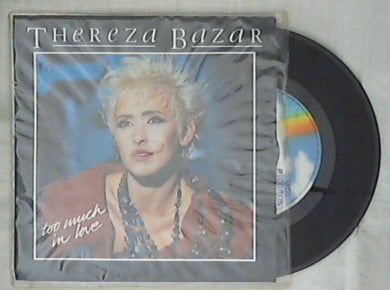 THEREZA BAZAR
too much
in love